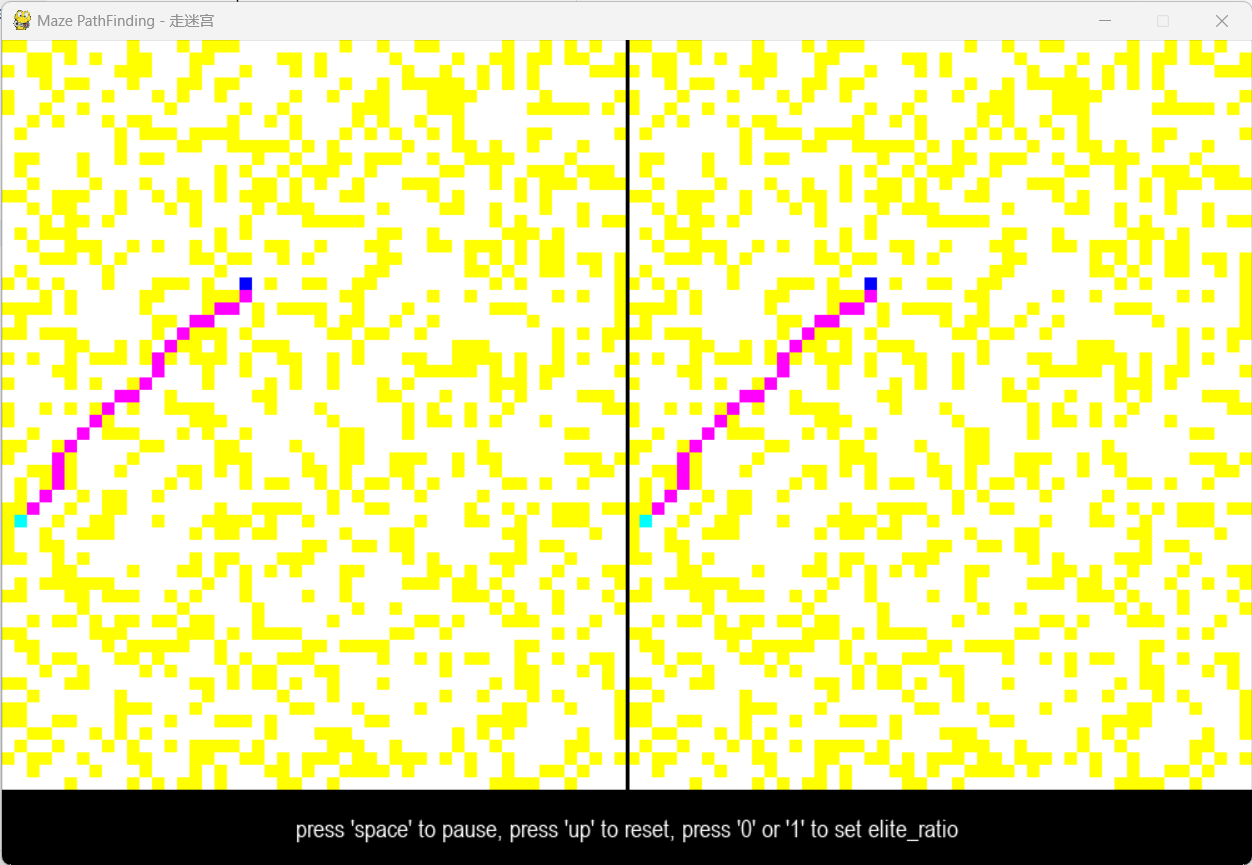 Maze PathFinding - 走迷宫
press 'space' to pause, press 'up' to reset, press '0' or '1' to set elite_ratio